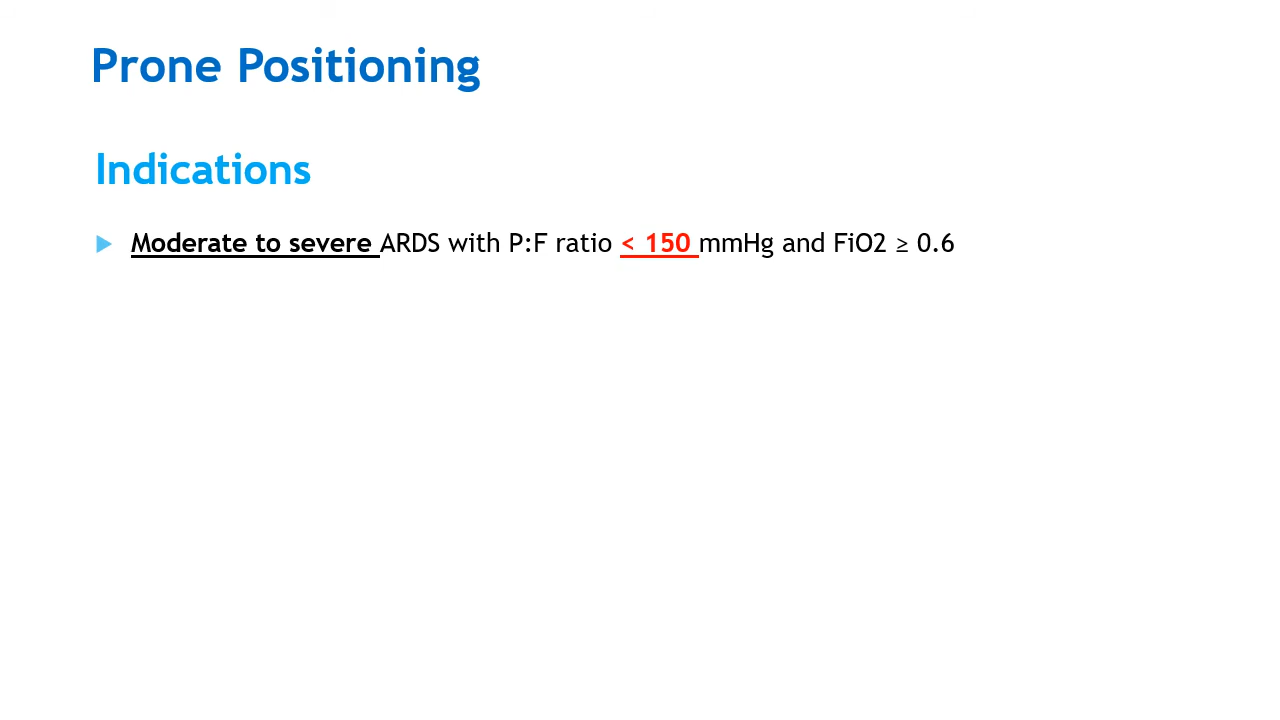 Prone Positioning
Indications
Moderate to severe ARDS with P:F ratio < 150 mmHg and FiO2 ≥ 0.6